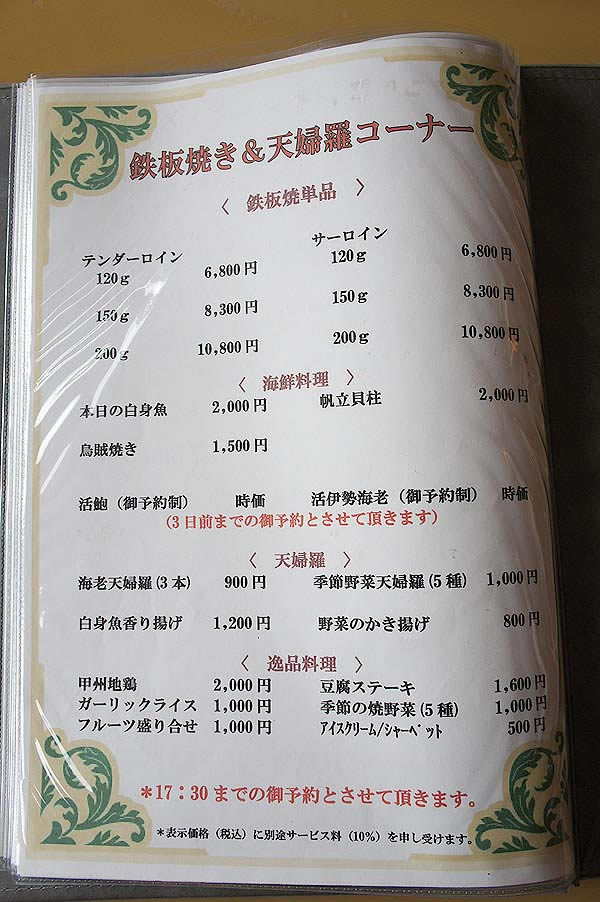 鉄板焼き＆天婦羅コーナー
〈 鉄板焼単品 〉
テンダーロイン サーロイン
120g 6,800円 120g 6,800円
150g 8,300円 150g 8,300円
200g 10,800円 200g 10,800円
〈 海鮮料理 〉
本日の白身魚 2,000円 帆立貝柱 2,000円
烏賊焼き 1,500円
活鮑（御予約制） 時価 活伊勢海老（御予約制） 時価
（3日前までの御予約とさせて頂きます）
〈 天婦羅 〉
海老天婦羅(3本) 900円 季節野菜天婦羅(5種) 1,000円
白身魚香り揚げ 1,200円 野菜のかき揚げ 800円
〈 逸品料理 〉
甲州地鶏 2,000円 豆腐ステーキ 1,600円
ガーリックライス 1,000円 季節の焼野菜(5種) 1,000円
フルーツ盛り合せ 1,000円 ｱｲｽｸﾘｰﾑ/ｼｬｰﾍﾞｯﾄ 500円
＊17：30までの御予約とさせて頂きます。
＊表示価格（税込）に別途サービス料（10%）を申し受けます。